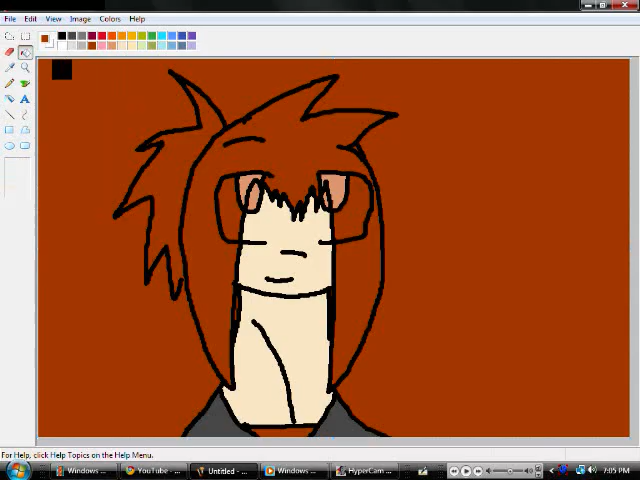 File Edit View Image Colors Help
For Help, click Help Topics on the Help Menu.
Windows ... YouTube - ... Untitled - ... Windows ... HyperCam ... 7:05 PM